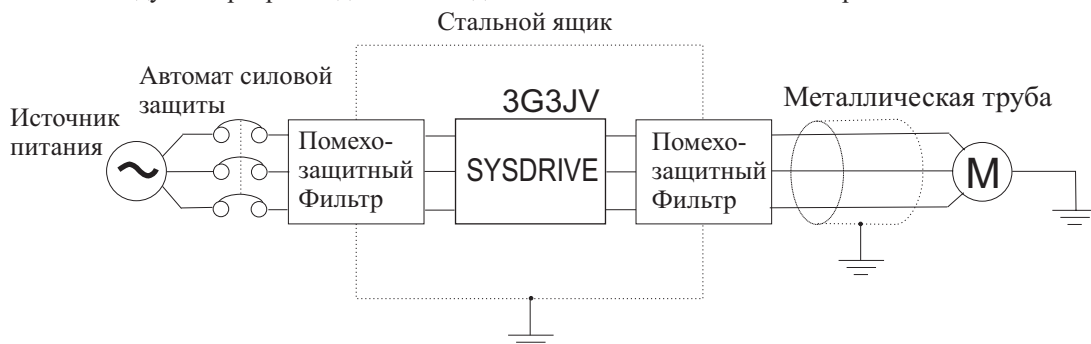 Стальной ящик
Автомат силовой
защиты
Источник
питания
3G3JV
Металлическая труба
Помехо-
защитный
Фильтр
SYSDRIVE
Помехо-
защитный
Фильтр
M